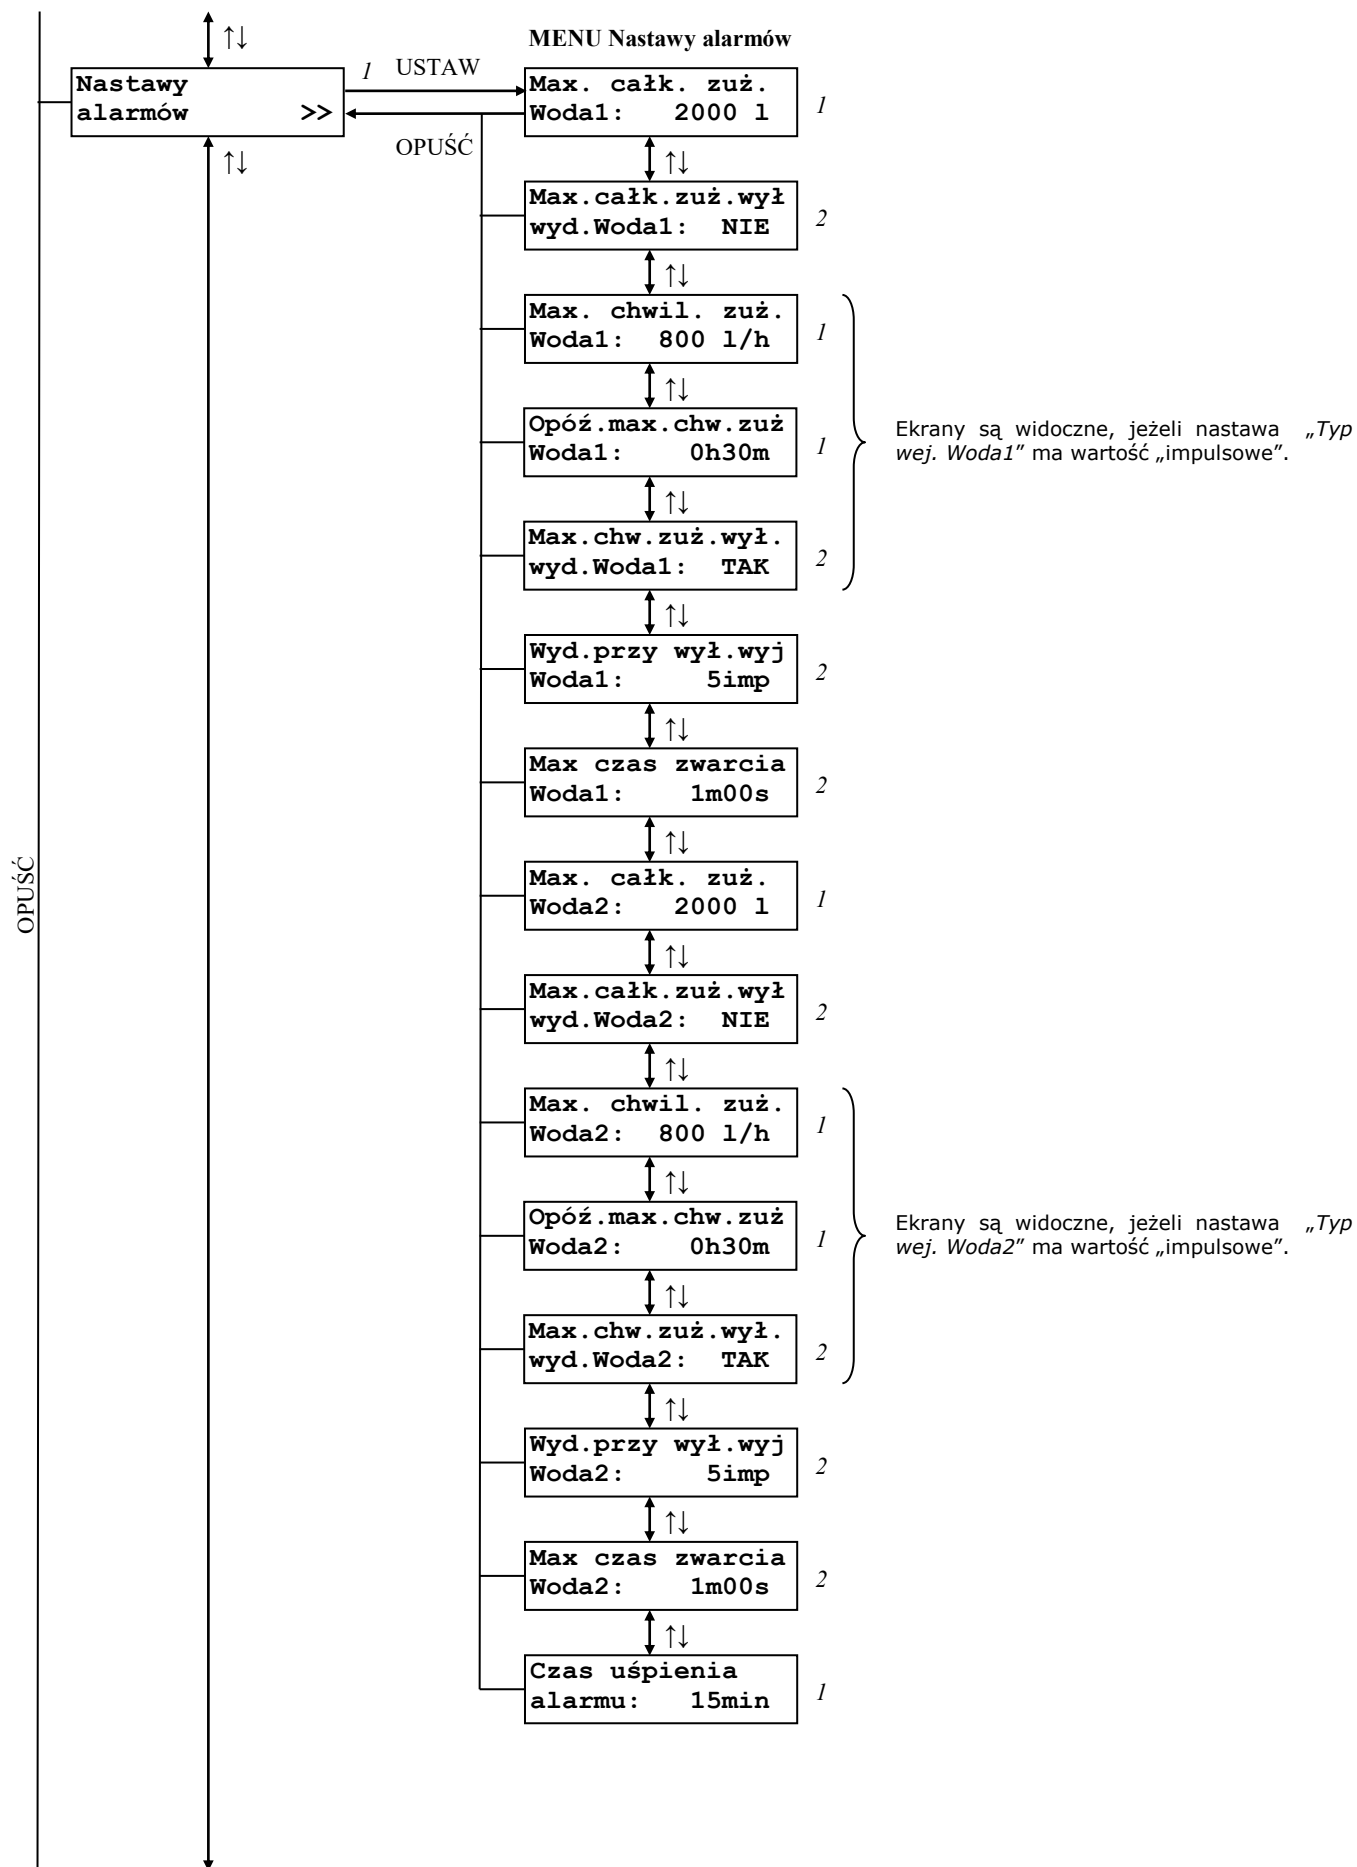 ↑↓
MENU Nastawy alarmów
Nastawy
alarmów >>
1 USTAW
OPUŚĆ
↑↓
Max. całk. zuż.
Woda1: 2000 l
1
↑↓
Max.całk.zuż.wył
wyd.Woda1: NIE
2
↑↓
Max. chwil. zuż.
Woda1: 800 l/h
1
↑↓
Opóź.max.chw.zuż
Woda1: 0h30m
1
Ekrany są widoczne, jeżeli nastawa „Typ
wej. Woda1” ma wartość „impulsowe”.
↑↓
Max.chw.zuż.wył.
wyd.Woda1: TAK
2
↑↓
Wyd.przy wył.wyj
Woda1: 5imp
2
↑↓
Max czas zwarcia
Woda1: 1m00s
2
↑↓
OPUŚĆ
Max. całk. zuż.
Woda2: 2000 l
1
↑↓
Max.całk.zuż.wył
wyd.Woda2: NIE
2
↑↓
Max. chwil. zuż.
Woda2: 800 l/h
1
↑↓
Opóź.max.chw.zuż
Woda2: 0h30m
1
Ekrany są widoczne, jeżeli nastawa „Typ
wej. Woda2” ma wartość „impulsowe”.
↑↓
Max.chw.zuż.wył.
wyd.Woda2: TAK
2
↑↓
Wyd.przy wył.wyj
Woda2: 5imp
2
↑↓
Max czas zwarcia
Woda2: 1m00s
2
↑↓
Czas uśpienia
alarmu: 15min
1